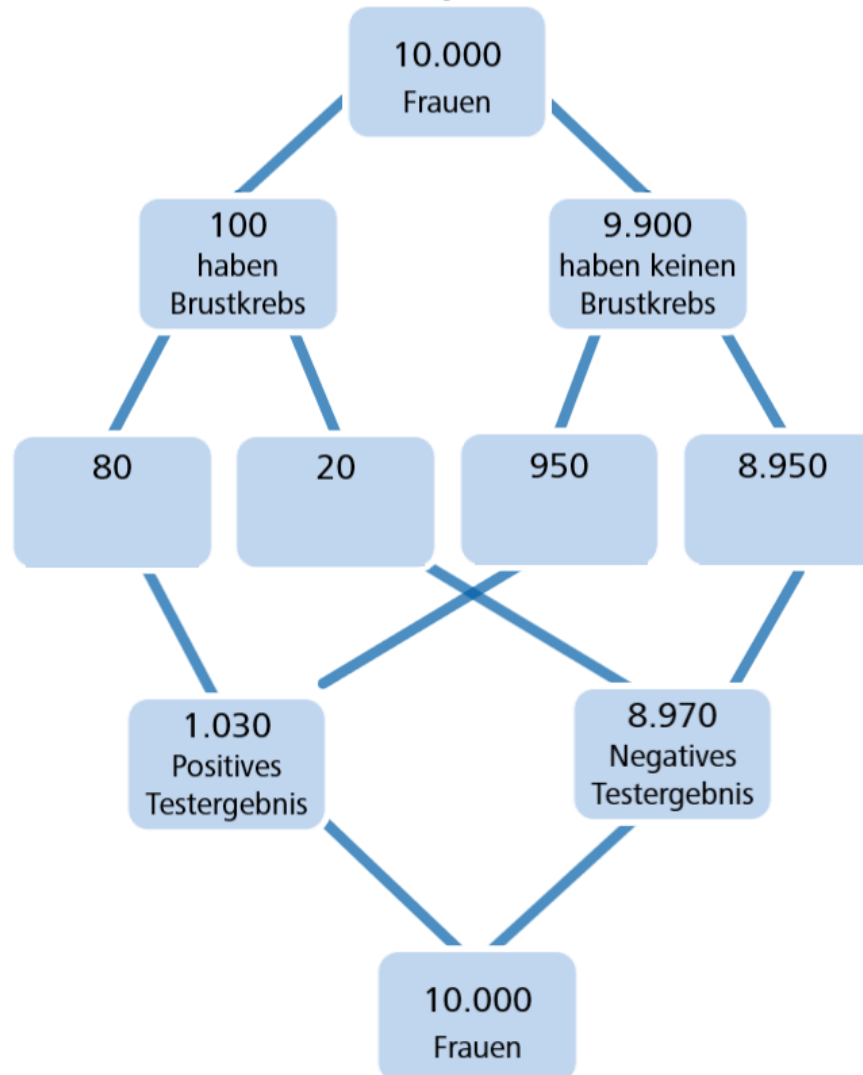 10.000
Frauen
100
haben
Brustkrebs
9.900
haben keinen
Brustkrebs
80
20
950
8.950
1.030
Positives
Testergebnis
8.970
Negatives
Testergebnis
10.000
Frauen